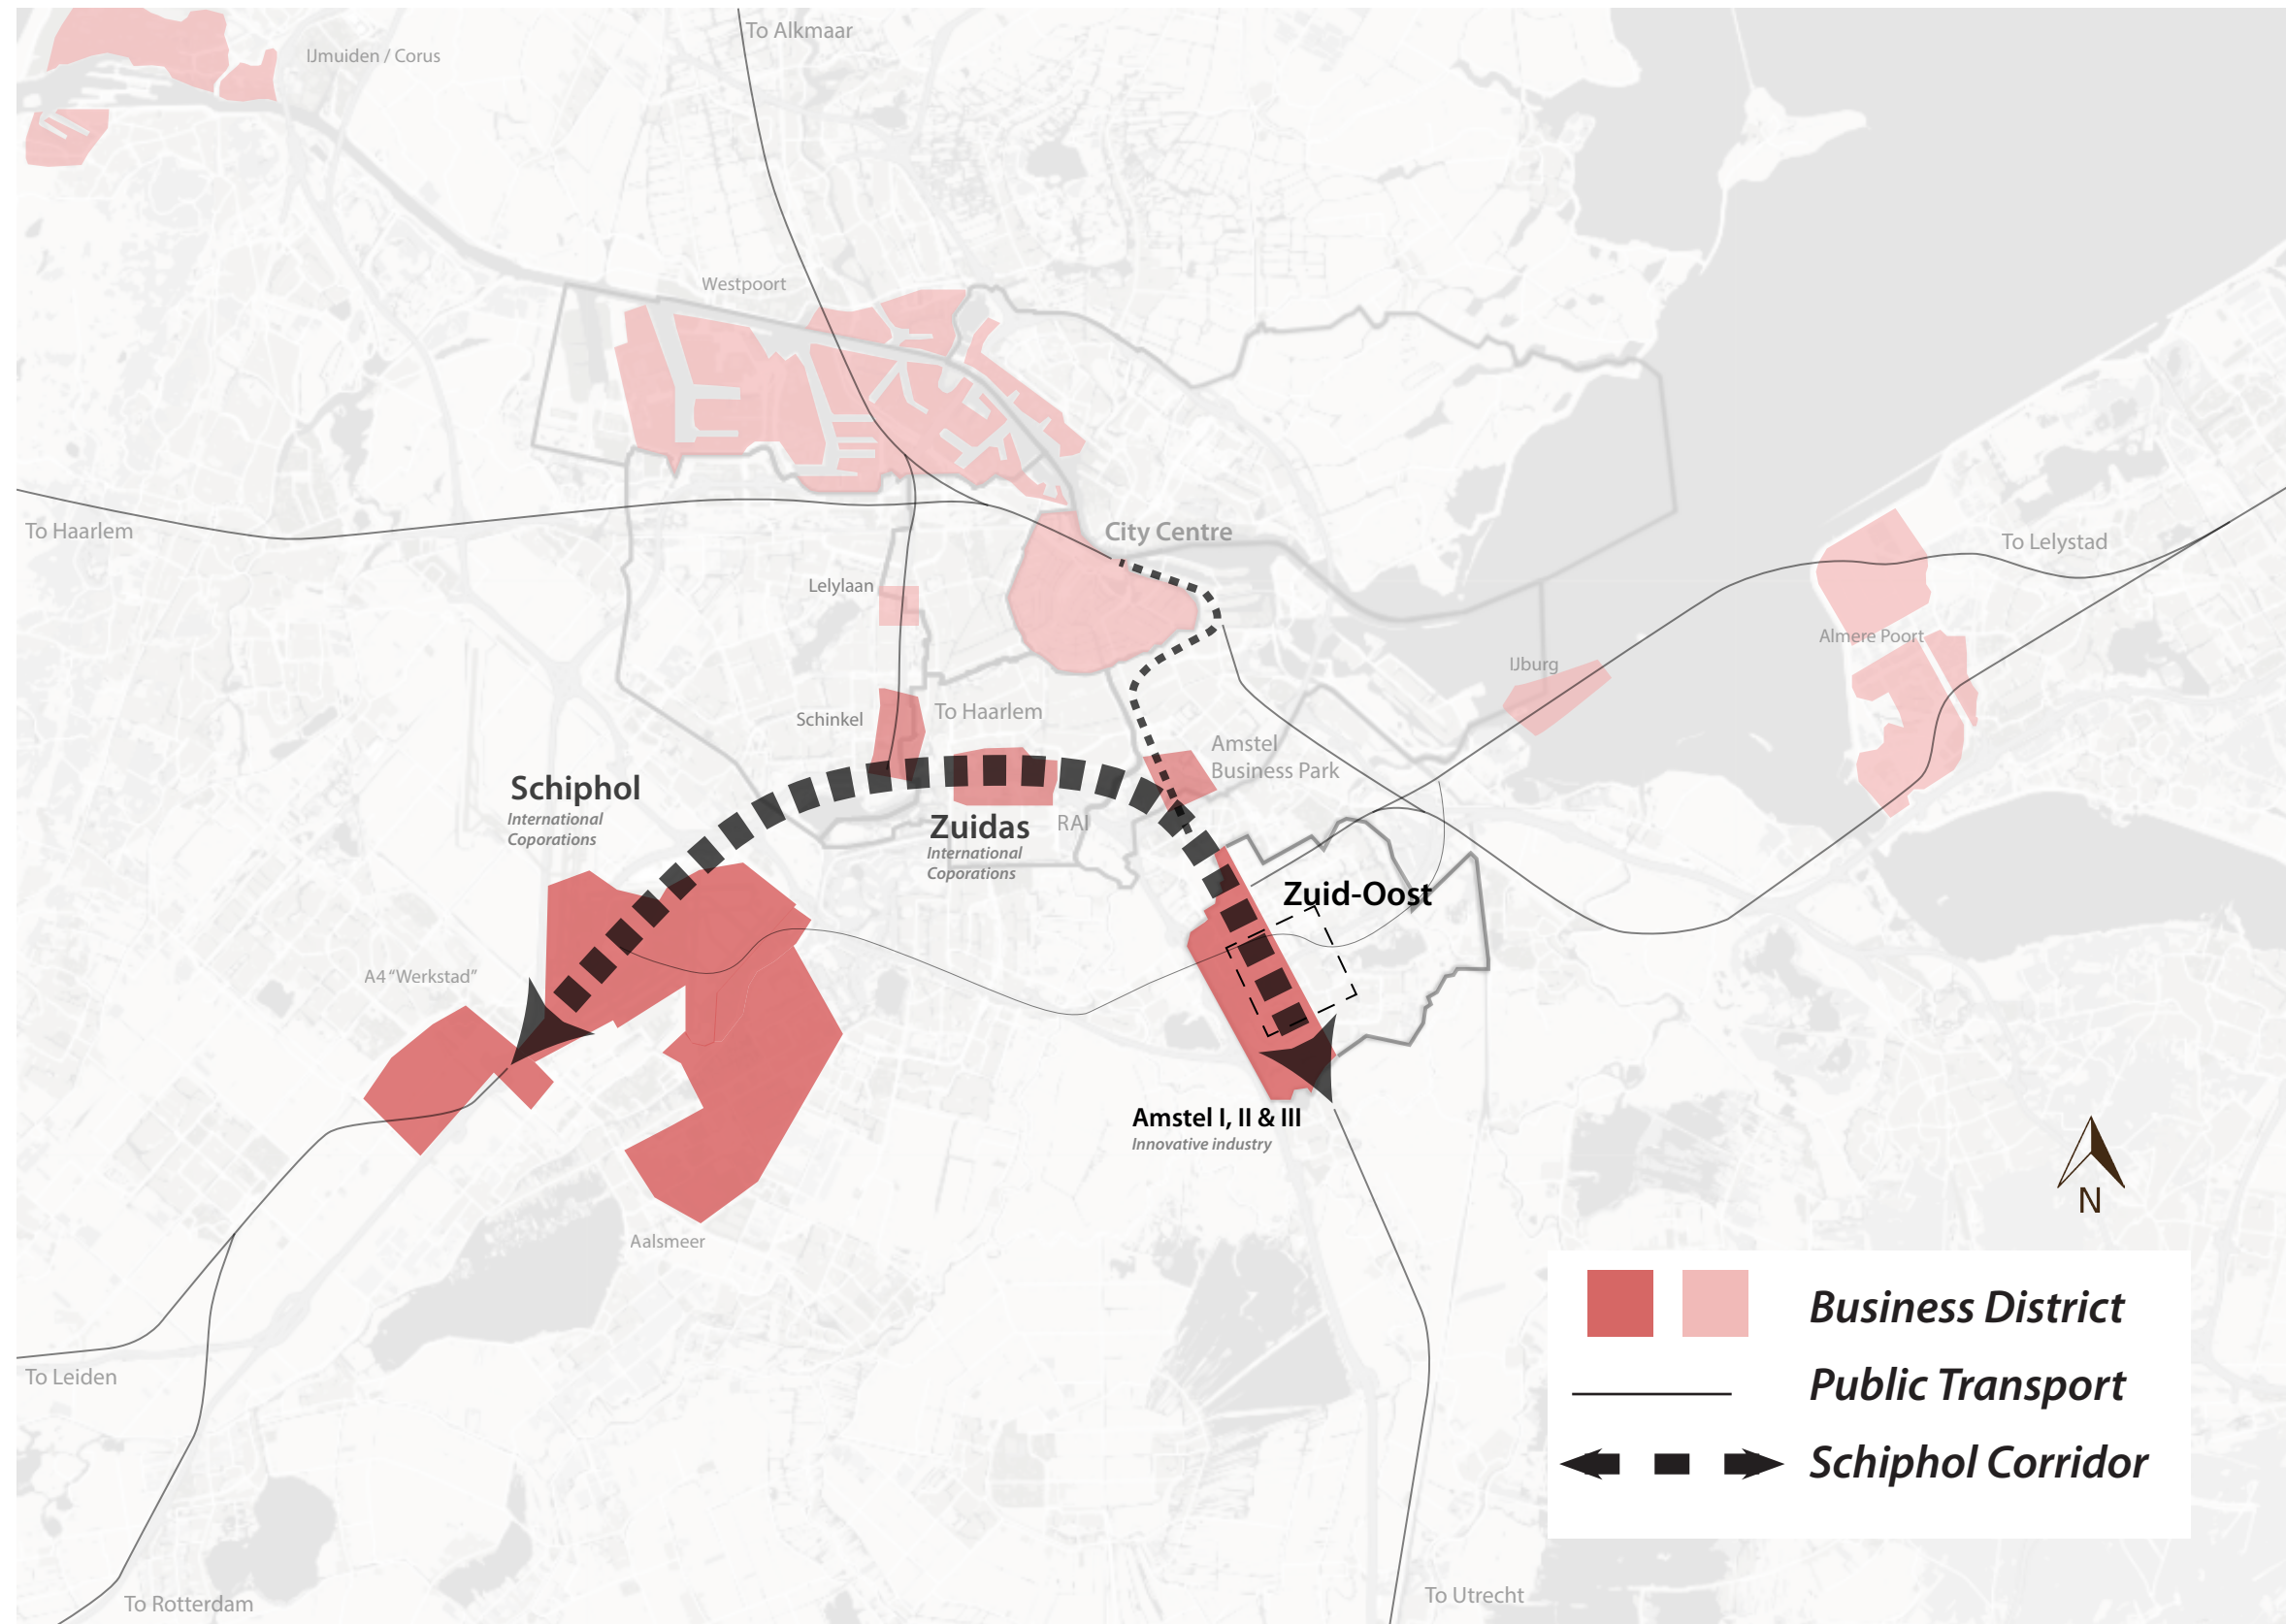 To Alkmaar
IJmuiden / Corus
Westpoort
To Haarlem
City Centre
To Lelystad
Lelylaan
Almere Poort
IJburg
Schinkel
To Haarlem
Amstel
Business Park
Schiphol
International
Coporations
Zuidas
RAI
International
Coporations
Zuid-Oost
A4 “Werkstad”
Amstel I, II & III
Innovative industry
N
Aalsmeer
Business District
To Leiden
Public Transport
Schiphol Corridor
To Rotterdam
To Utrecht